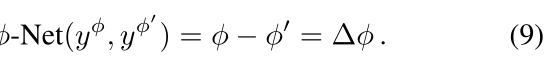 ϕ-Net(y^ϕ, y^ϕ′) = ϕ − ϕ′ = Δϕ . (9)